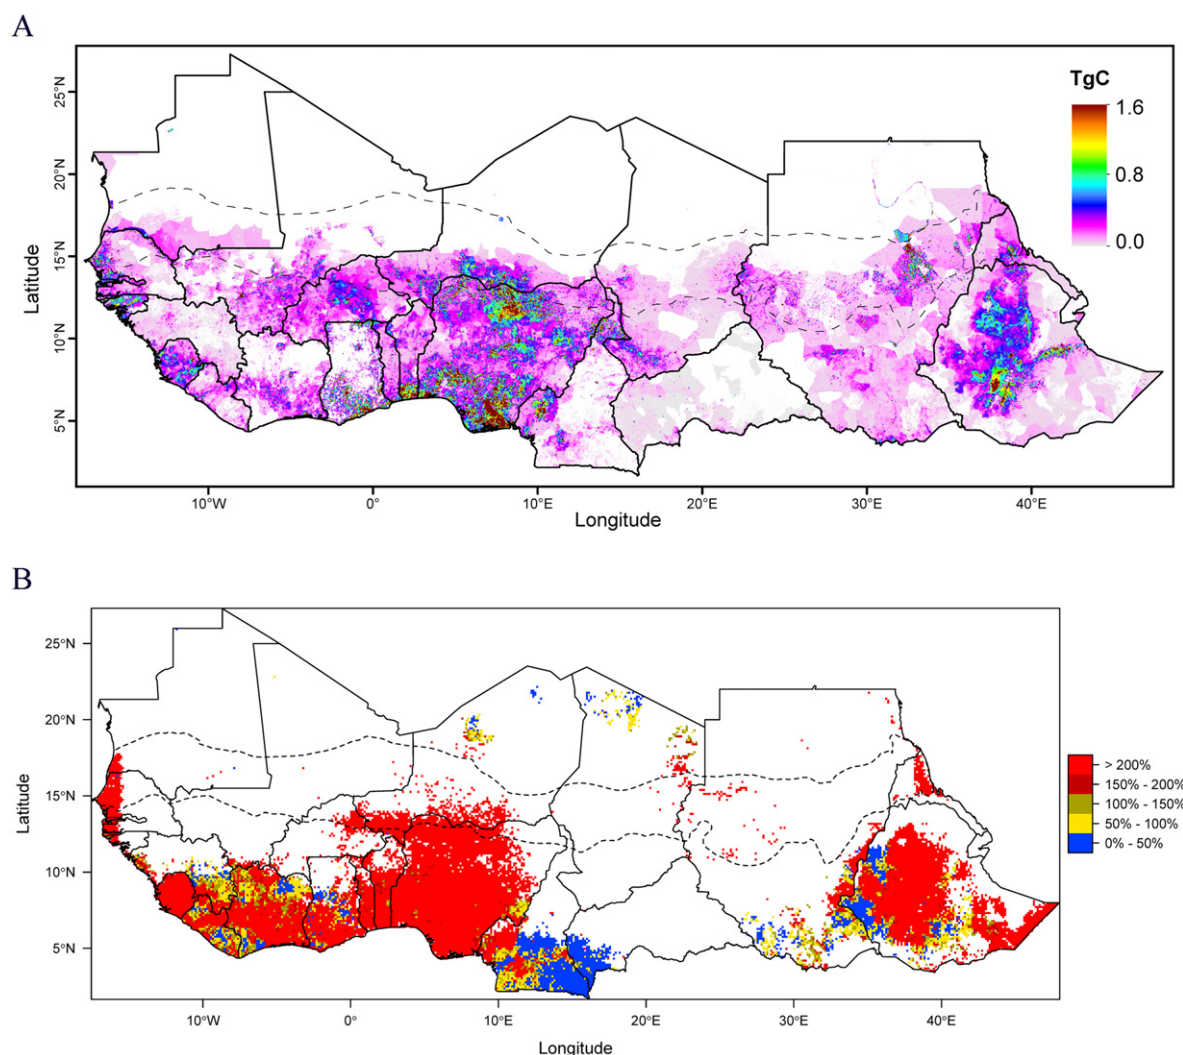 A
TgC
1.6
0.8
0.0
25°N
20°N
15°N
10°N
5°N
Latitude
10°W
0°
10°E
20°E
30°E
40°E
Longitude
B
25°N
20°N
15°N
10°N
5°N
Latitude
> 200%
150% - 200%
100% - 150%
50% - 100%
0% - 50%
10°W
0°
10°E
20°E
30°E
40°E
Longitude